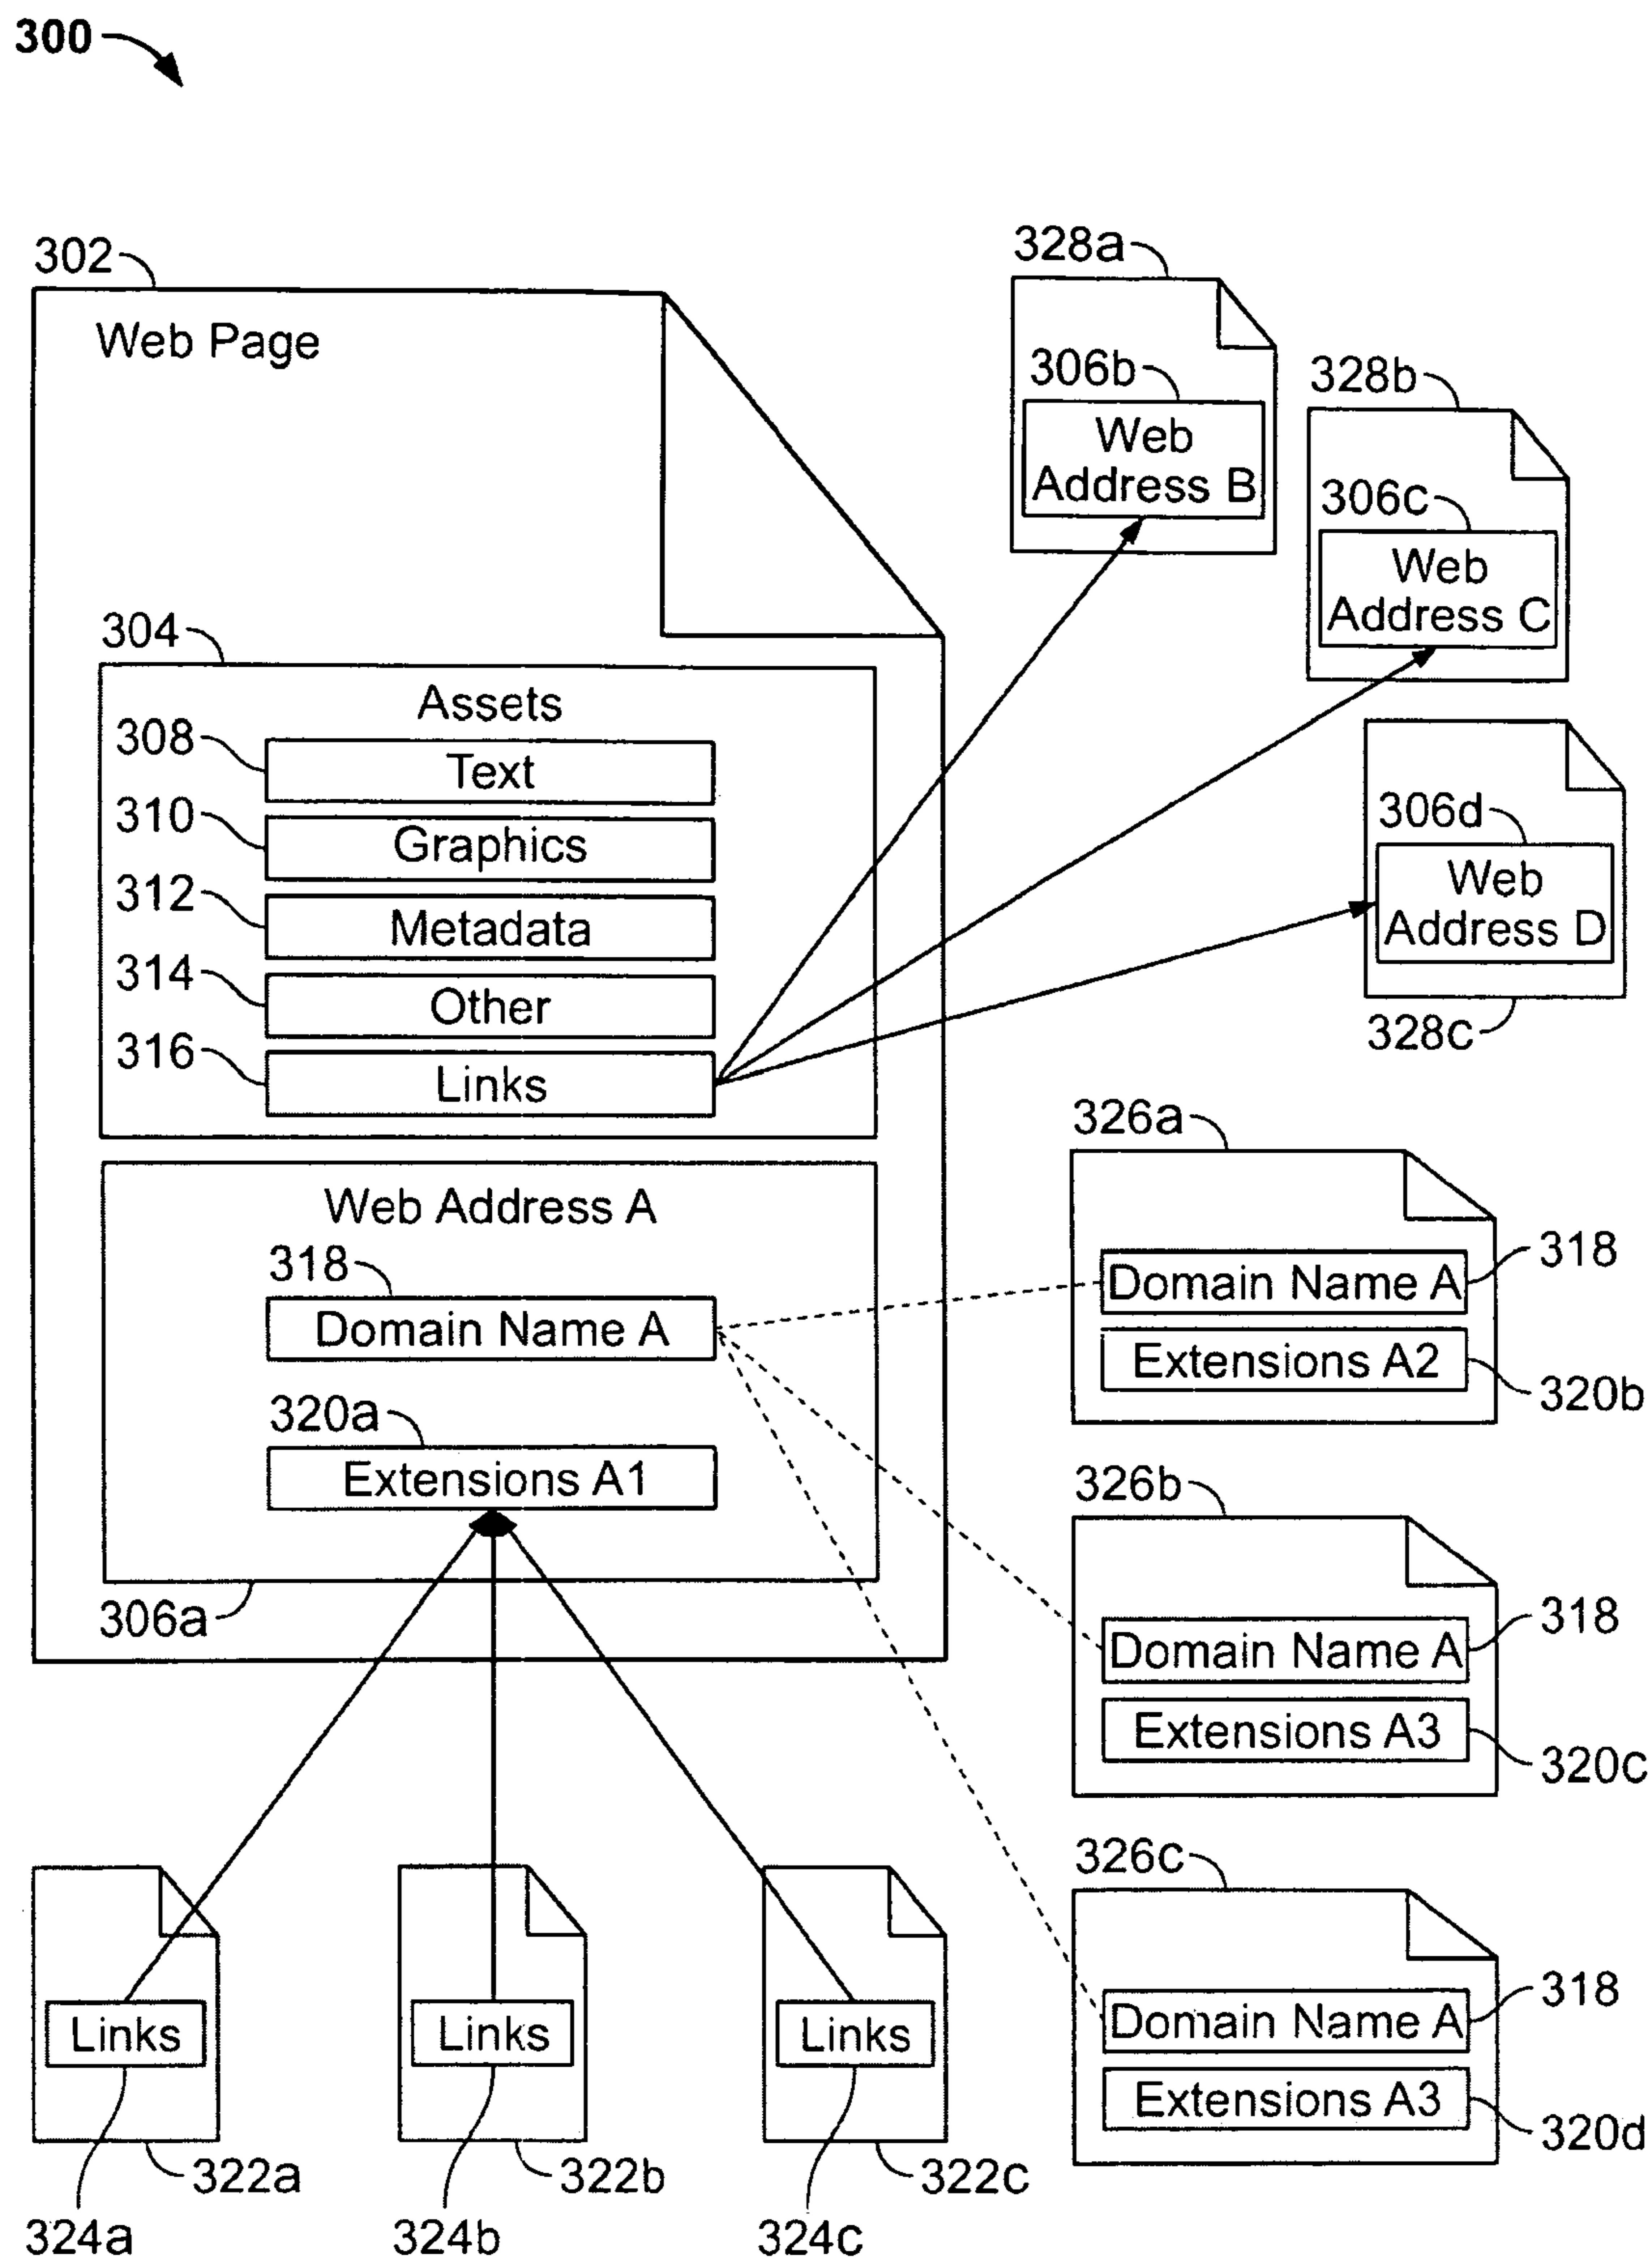 300
302
Web Page
304
Assets
308
Text
310
Graphics
312
Metadata
314
Other
316
Links
Web Address A
318
Domain Name A
320a
Extensions A1
306a
328a
306b
Web
Address B
328b
306c
Web
Address C
306d
Web
Address D
328c
326a
Domain Name A
318
Extensions A2
320b
326b
Domain Name A
318
Extensions A3
320c
326c
Domain Name A
318
Extensions A3
320d
Links
322a
324a
Links
322b
324b
Links
322c
324c